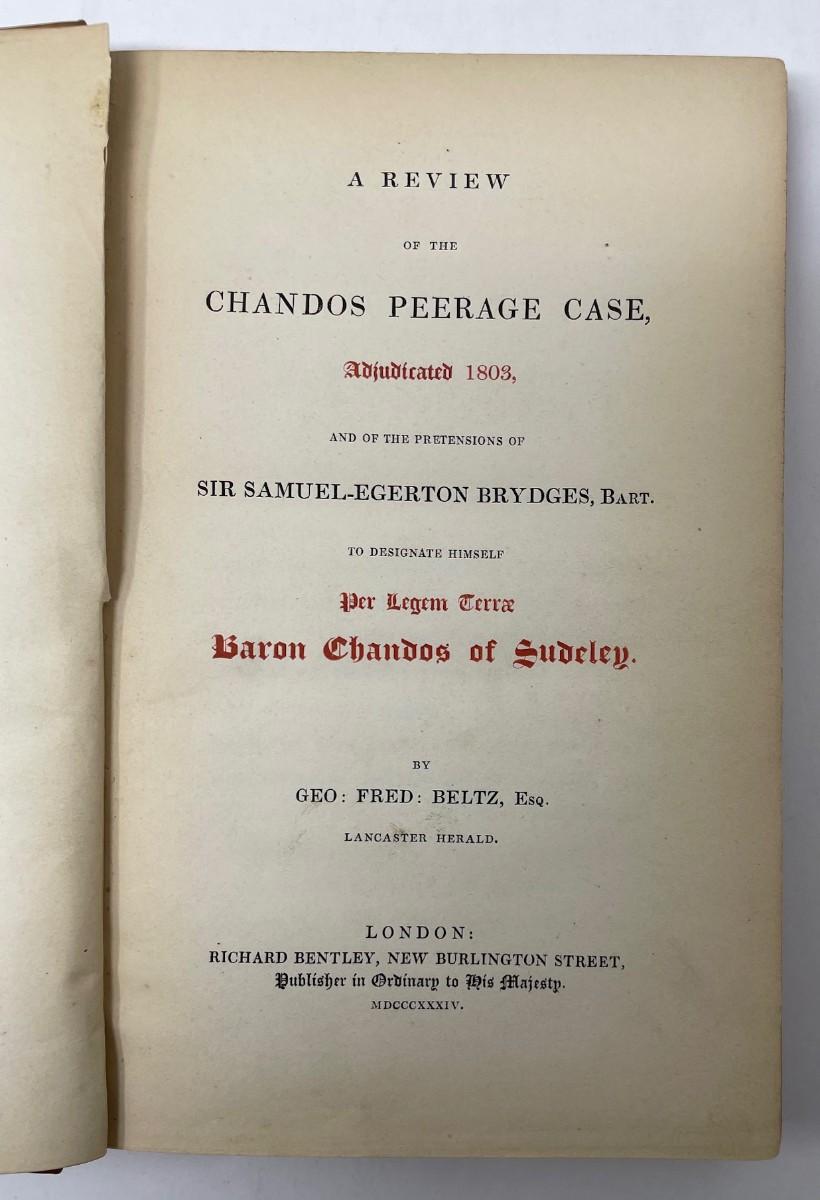 A REVIEW
OF THE
CHANDOS PEERAGE CASE,
Adjudicated 1803,
AND OF THE PRETENSIONS OF
SIR SAMUEL-EGERTON BRYDGES, BART.
TO DESIGNATE HIMSELF
Per Legem Terræ
Baron Chandos of Sudeley.
BY
GEO: FRED: BELTZ, ESQ.
LANCASTER HERALD.
LONDON:
RICHARD BENTLEY, NEW BURLINGTON STREET,
Publisher in Ordinary to His Majesty.
MDCCCXXXIV.